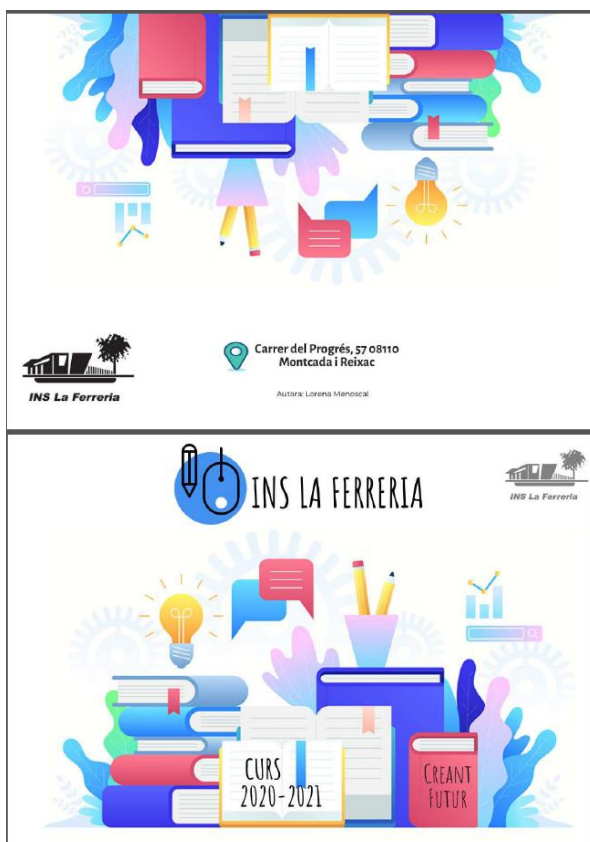 Carrer del Progrés, 57 08110
Montcada i Reixac
INS La Ferreria
Autora: Lorena Menoscal
INS LA FERRERIA
INS La Ferreria
CURS
2020-2021
CREANT
FUTUR